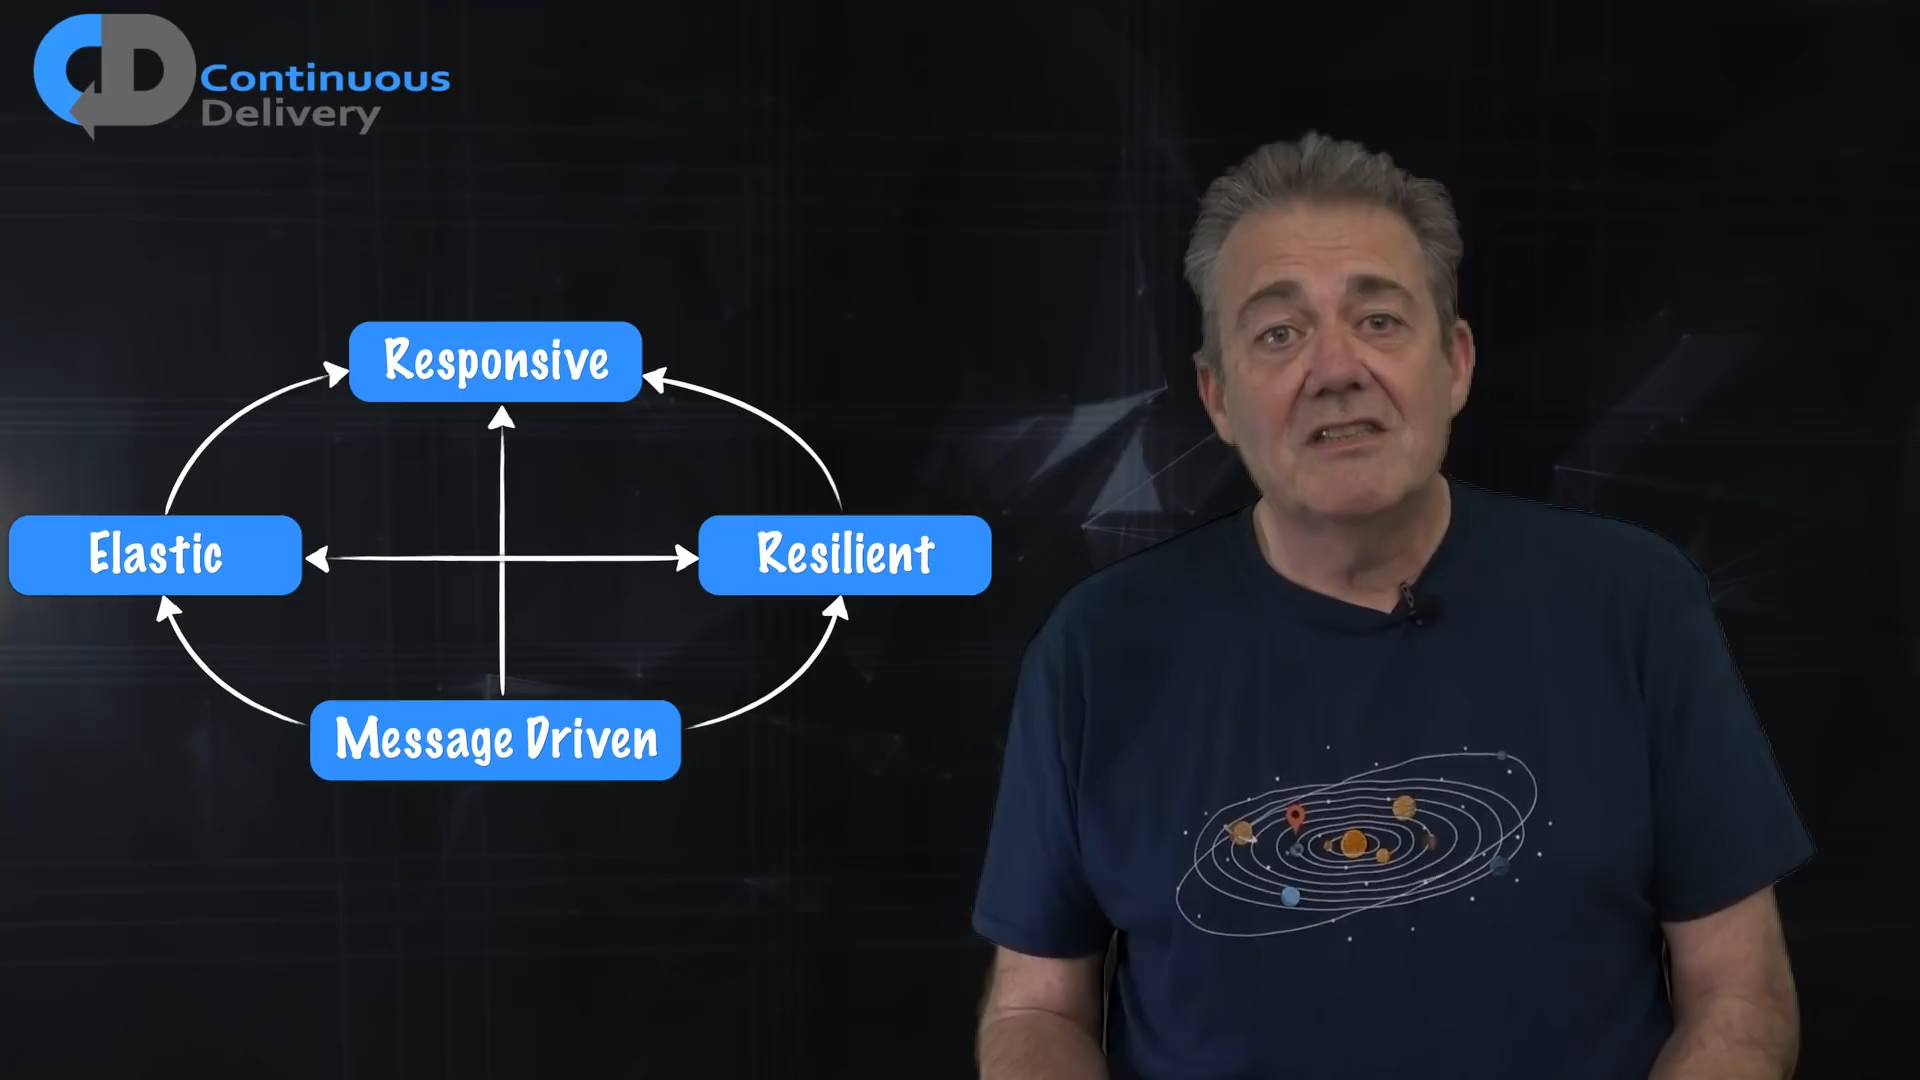 Continuous
Delivery
Responsive
Elastic
Resilient
Message Driven